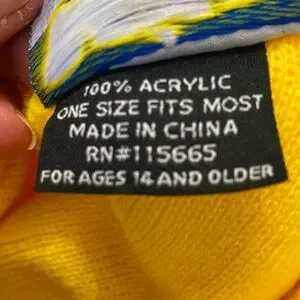 100% ACRYLIC
ONE SIZE FITS MOST
MADE IN CHINA
RN#115665
FOR AGES 14 AND OLDER